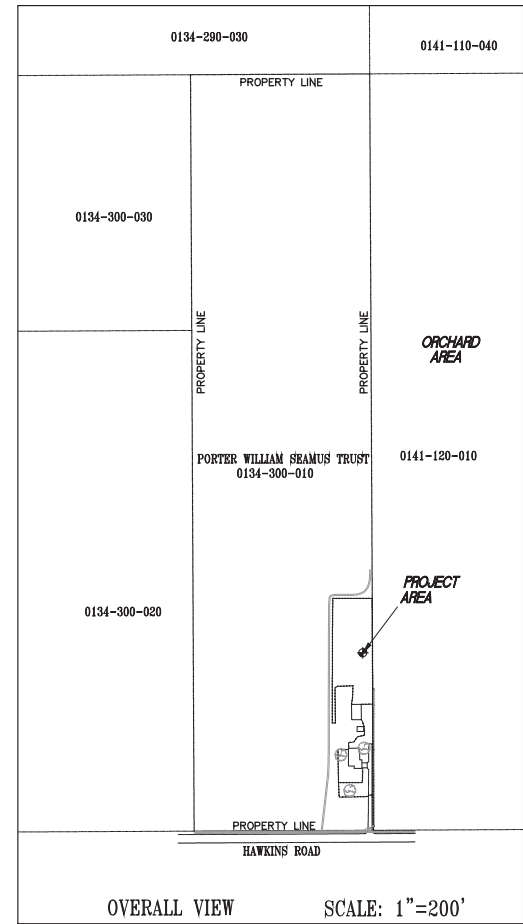 0134-290-030
0141-110-040
PROPERTY LINE
0134-300-030
PROPERTY LINE
PROPERTY LINE
ORCHARD
AREA
PORTER WILLIAM SEAMUS TRUST
0134-300-010
0141-120-010
PROJECT
AREA
0134-300-020
PROPERTY LINE
HAWKINS ROAD
OVERALL VIEW
SCALE: 1"=200'